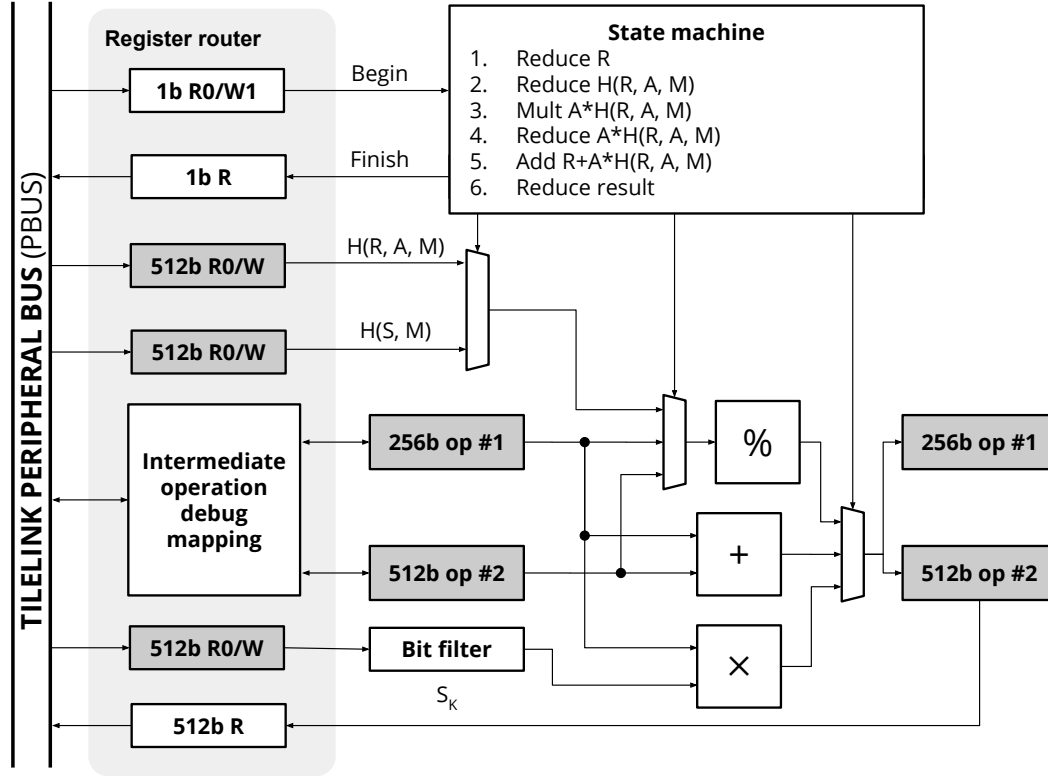 Register router
State machine
1. Reduce R
2. Reduce H(R, A, M)
3. Mult A*H(R, A, M)
4. Reduce A*H(R, A, M)
5. Add R+A*H(R, A, M)
6. Reduce result
1b R0/W1
Begin
1b R
Finish
512b R0/W
H(R, A, M)
512b R0/W
H(S, M)
TILELINK PERIPHERAL BUS (PBUS)
Intermediate
operation
debug
mapping
256b op #1
%
256b op #1
512b op #2
+
512b op #2
512b R0/W
Bit filter
×
S_K
512b R